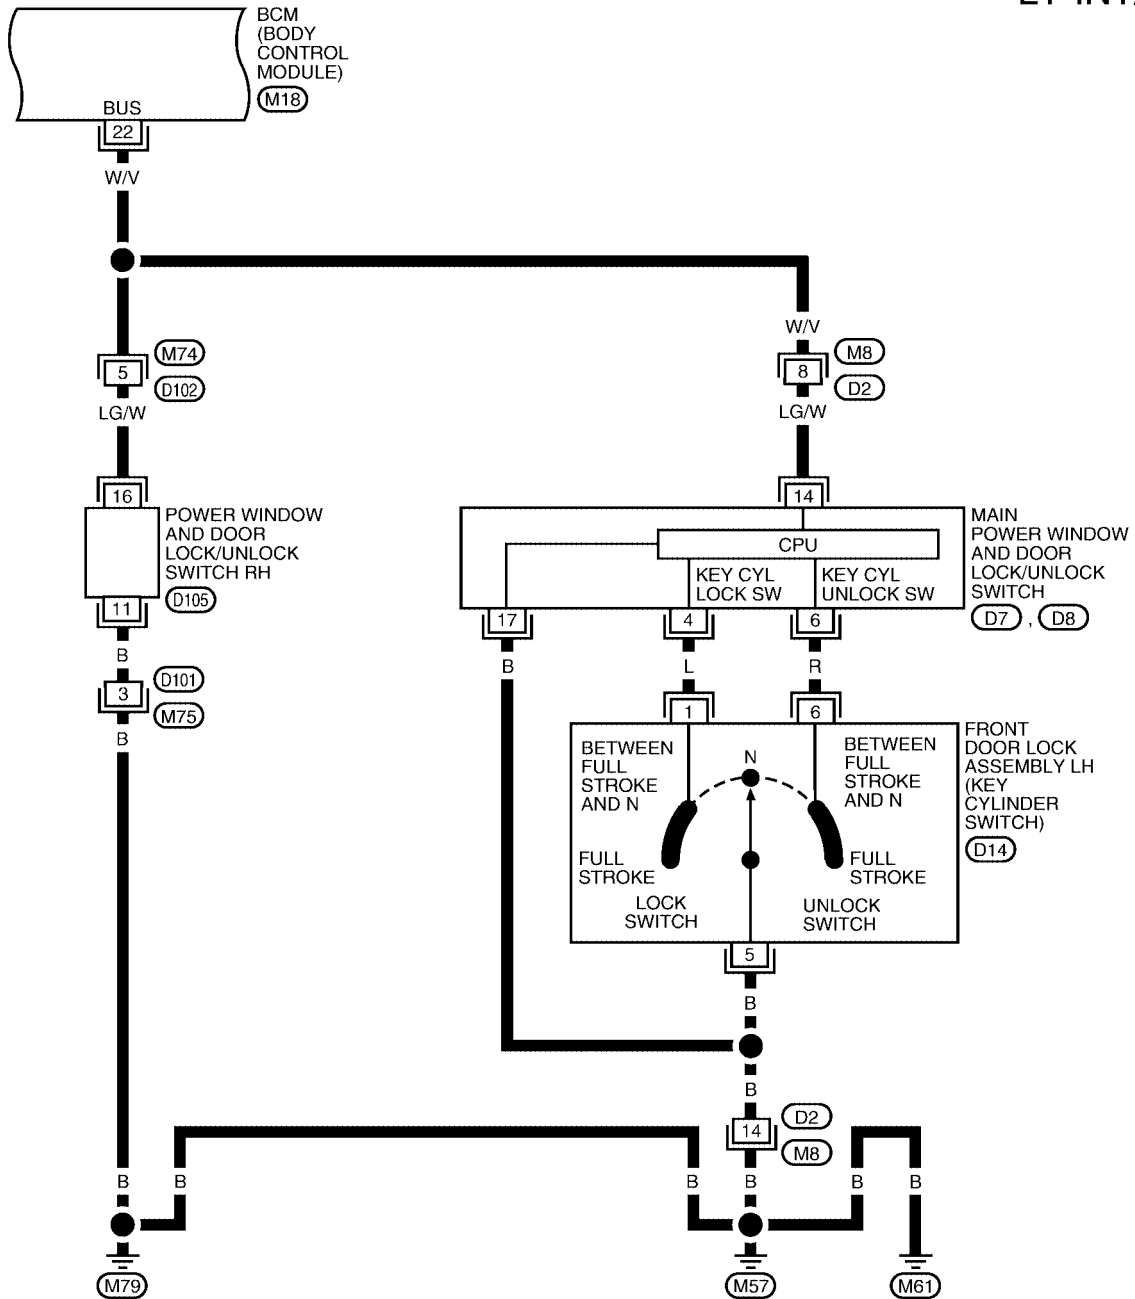 BCM
(BODY
CONTROL
MODULE)
M18
BUS
22
W/V
W/V
M74
5
D102
LG/W
M8
8
D2
LG/W
16
POWER WINDOW
AND DOOR
LOCK/UNLOCK
SWITCH RH
D105
11
B
D101
3
M75
B
14
MAIN
POWER WINDOW
AND DOOR
LOCK/UNLOCK
SWITCH
D7 , D8
CPU
KEY CYL
LOCK SW
KEY CYL
UNLOCK SW
17
4
6
B
L
R
1
6
FRONT
DOOR LOCK
ASSEMBLY LH
(KEY
CYLINDER
SWITCH)
D14
BETWEEN
FULL
STROKE
AND N
N
BETWEEN
FULL
STROKE
AND N
FULL
STROKE
FULL
STROKE
LOCK
SWITCH
UNLOCK
SWITCH
5
B
B
D2
14
M8
B
B
B
B
B
B
M79
M57
M61